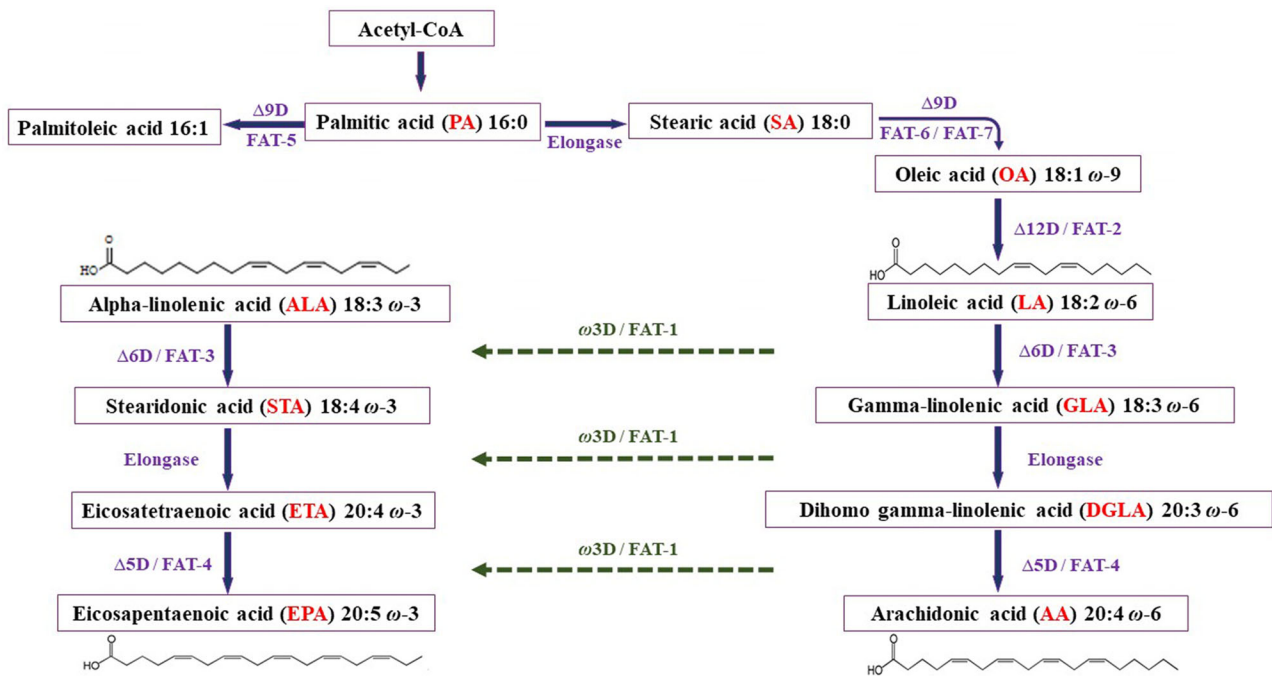 Acetyl-CoA
Palmitoleic acid 16:1
Δ9D
FAT-5
Palmitic acid (PA) 16:0
Elongase
Stearic acid (SA) 18:0
Δ9D
FAT-6 / FAT-7
Oleic acid (OA) 18:1 ω-9
Δ12D / FAT-2
O
HO
Alpha-linolenic acid (ALA) 18:3 ω-3
O
HO
Linoleic acid (LA) 18:2 ω-6
Δ6D / FAT-3
ω3D / FAT-1
Δ6D / FAT-3
Stearidonic acid (STA) 18:4 ω-3
Gamma-linolenic acid (GLA) 18:3 ω-6
Elongase
ω3D / FAT-1
Elongase
Eicosatetraenoic acid (ETA) 20:4 ω-3
Dihomo gamma-linolenic acid (DGLA) 20:3 ω-6
Δ5D / FAT-4
ω3D / FAT-1
Δ5D / FAT-4
Eicosapentaenoic acid (EPA) 20:5 ω-3
Arachidonic acid (AA) 20:4 ω-6
O
HO
O
HO